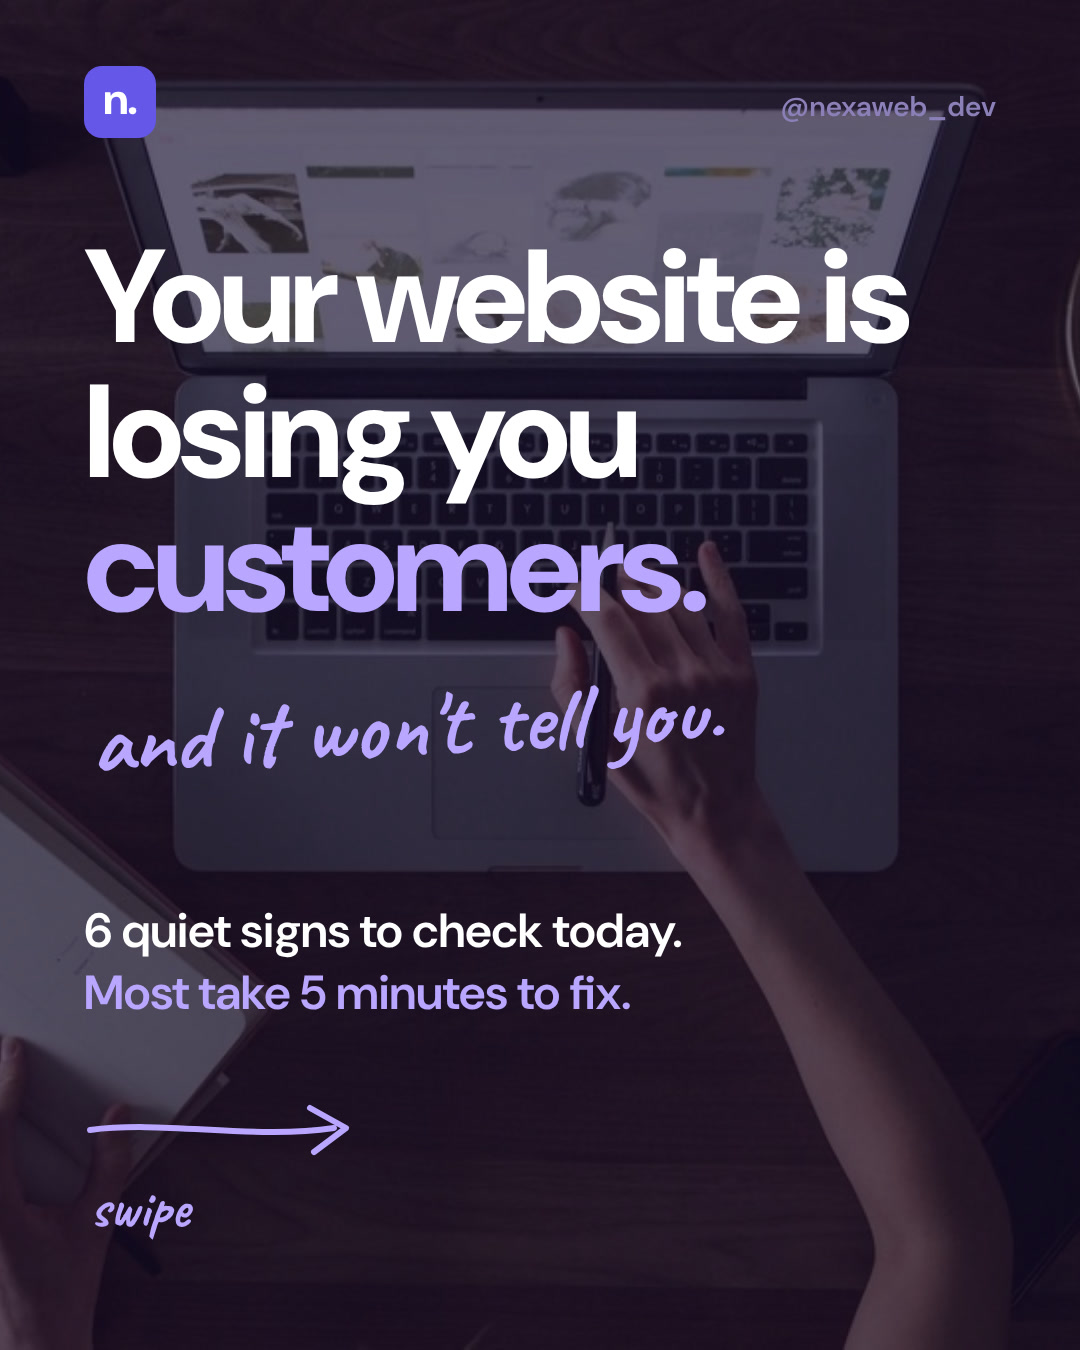 n.
@nexaweb_dev
Your website is
losing you
customers.
and it won't tell you.
6 quiet signs to check today.
Most take 5 minutes to fix.
swipe